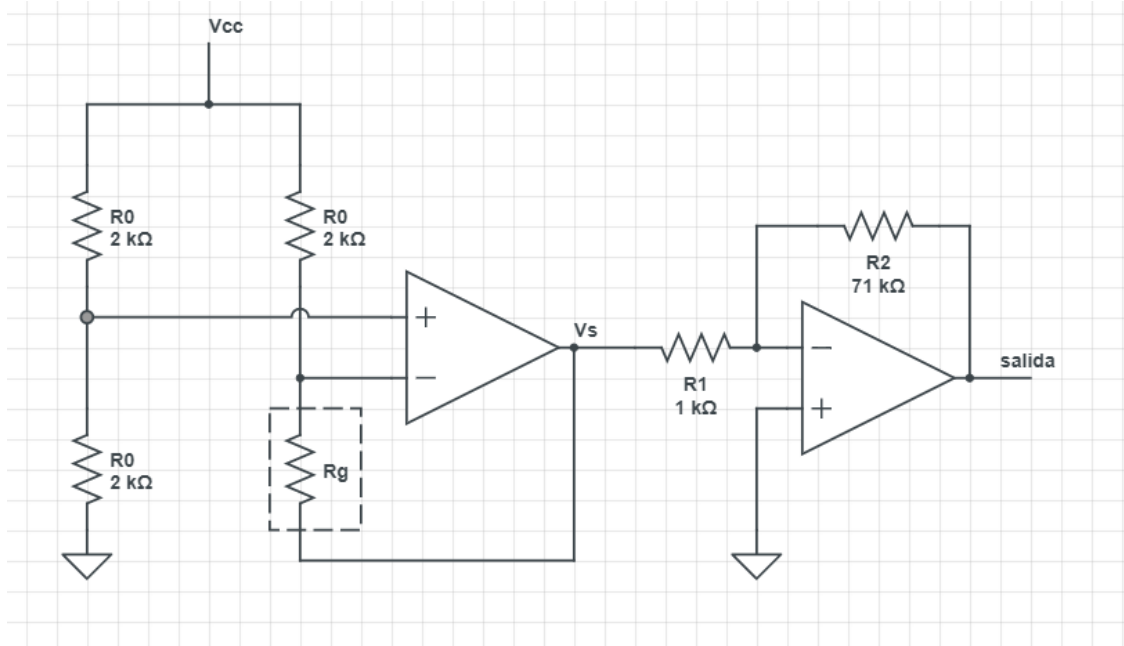 Vcc
R0
2 kΩ
R0
2 kΩ
R2
71 kΩ
+
−
Vs
R1
1 kΩ
−
+
salida
R0
2 kΩ
Rg